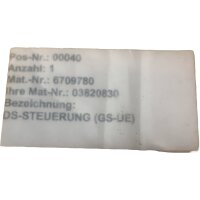 Pos-Nr.: 00040
Anzahl: 1
Mat.-Nr.: 6709780
Ihre Mat-Nr.: 03820830
Bezeichnung:
DS-STEUERUNG (GS-UE)